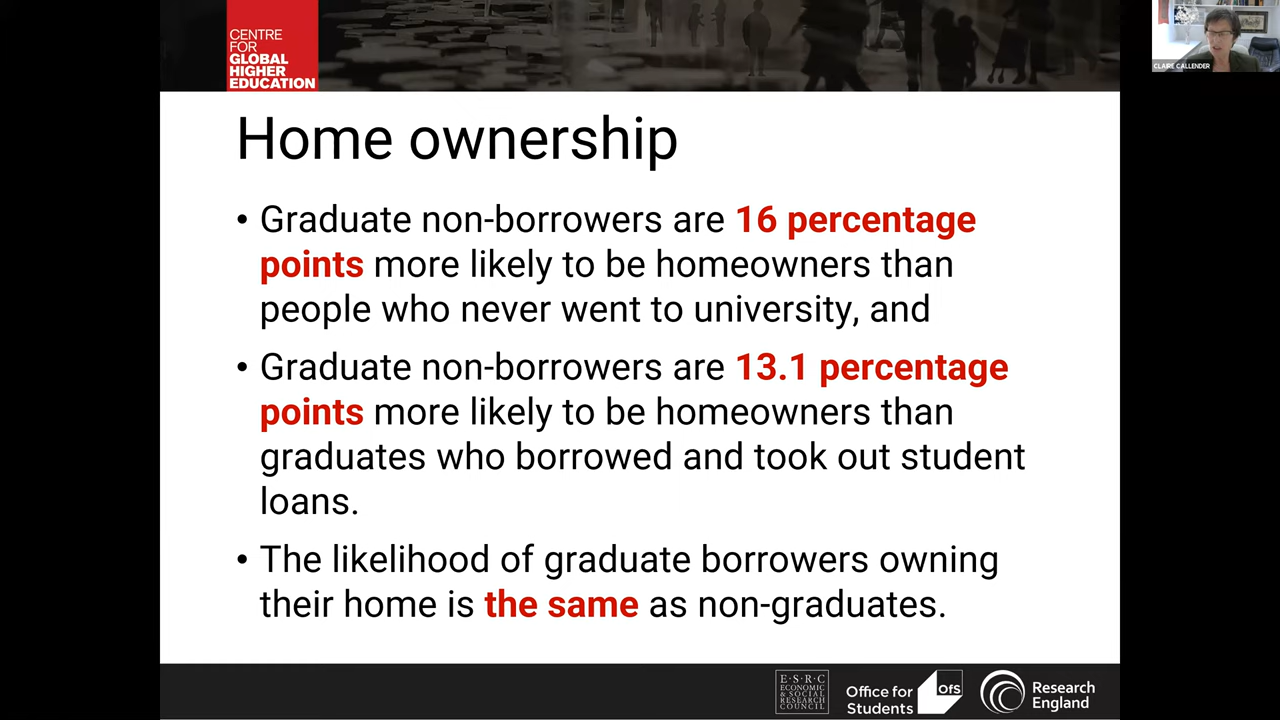 CENTRE
FOR
GLOBAL
HIGHER
EDUCATION
CLAIRE CALLENDER
Home ownership
• Graduate non-borrowers are 16 percentage
points more likely to be homeowners than
people who never went to university, and
• Graduate non-borrowers are 13.1 percentage
points more likely to be homeowners than
graduates who borrowed and took out student
loans.
• The likelihood of graduate borrowers owning
their home is the same as non-graduates.
E·S·R·C
ECONOMIC
& SOCIAL
RESEARCH
COUNCIL
Office for
Students
OfS
Research
England